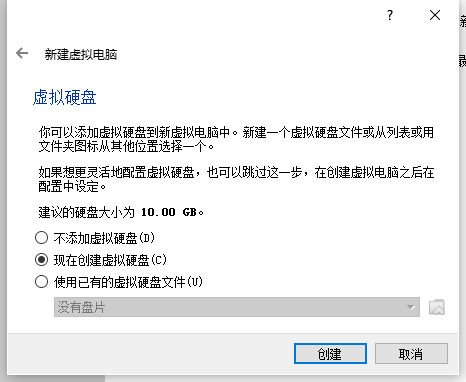 ?
新建虚拟电脑
虚拟硬盘
你可以添加虚拟硬盘到新虚拟电脑中。新建一个虚拟硬盘文件或从列表或用
文件夹图标从其他位置选择一个。
如果想更灵活地配置虚拟硬盘，也可以跳过这一步，在创建虚拟电脑之后在
配置中设定。
建议的硬盘大小为 10.00 GB。
不添加虚拟硬盘(D)
现在创建虚拟硬盘(C)
使用已有的虚拟硬盘文件(U)
没有盘片
创建 取消